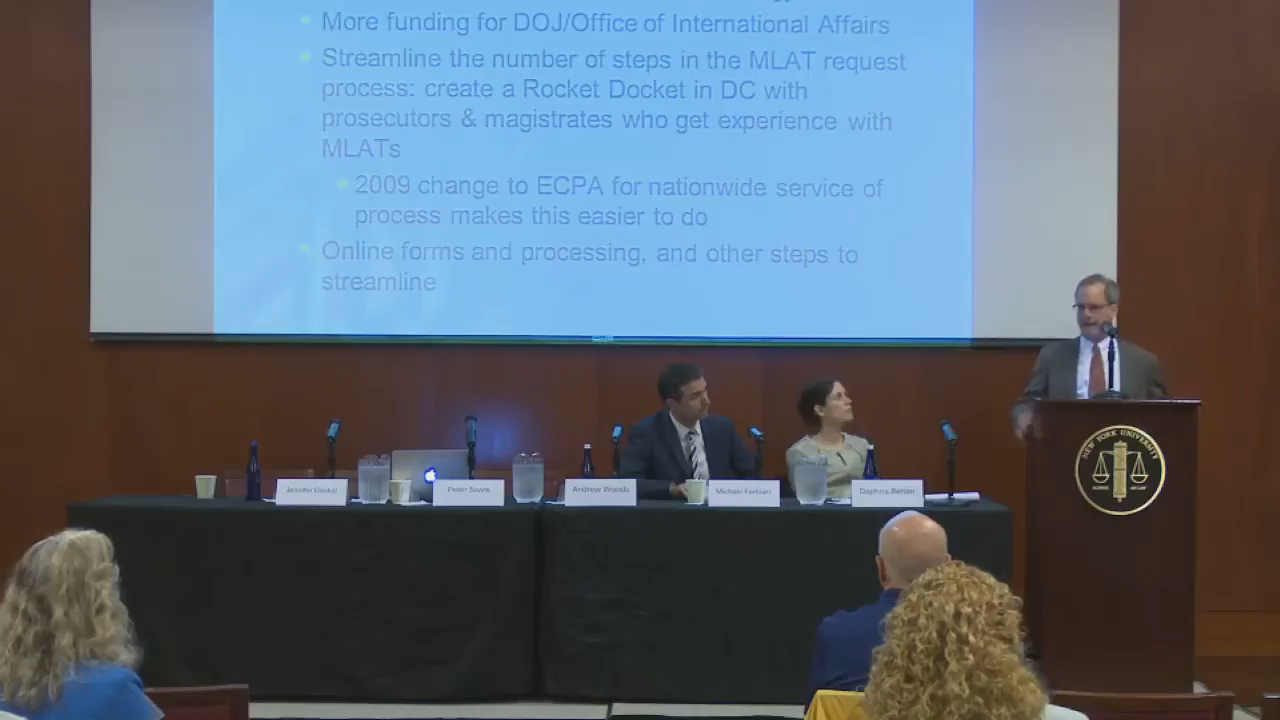 More funding for DOJ/Office of International Affairs
Streamline the number of steps in the MLAT request
process: create a Rocket Docket in DC with
prosecutors & magistrates who get experience with
MLATs
2009 change to ECPA for nationwide service of
process makes this easier to do
Online forms and processing, and other steps to
streamline
Jennifer
Peter Swire
Andrew Woods
Michael
Daphna Renan
NEW YORK UNIVERSITY
SCHOOL OF LAW